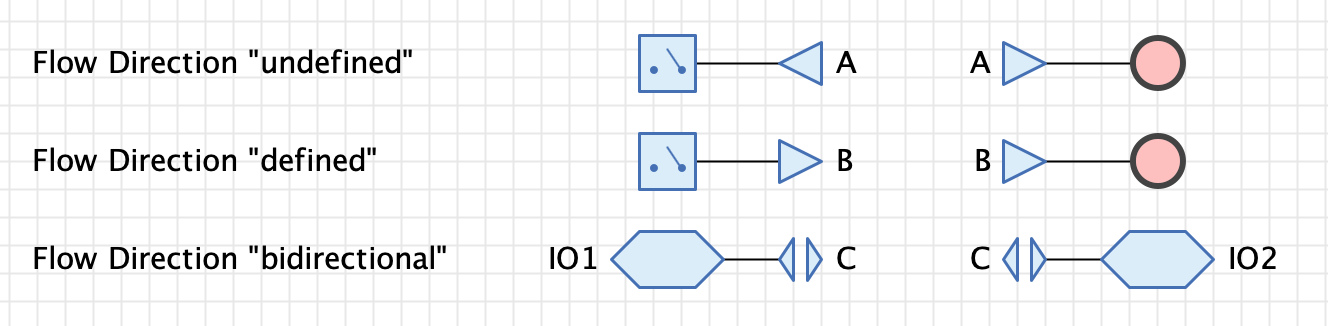 Flow Direction "undefined" A A
Flow Direction "defined" B B
Flow Direction "bidirectional" IO1 C C IO2